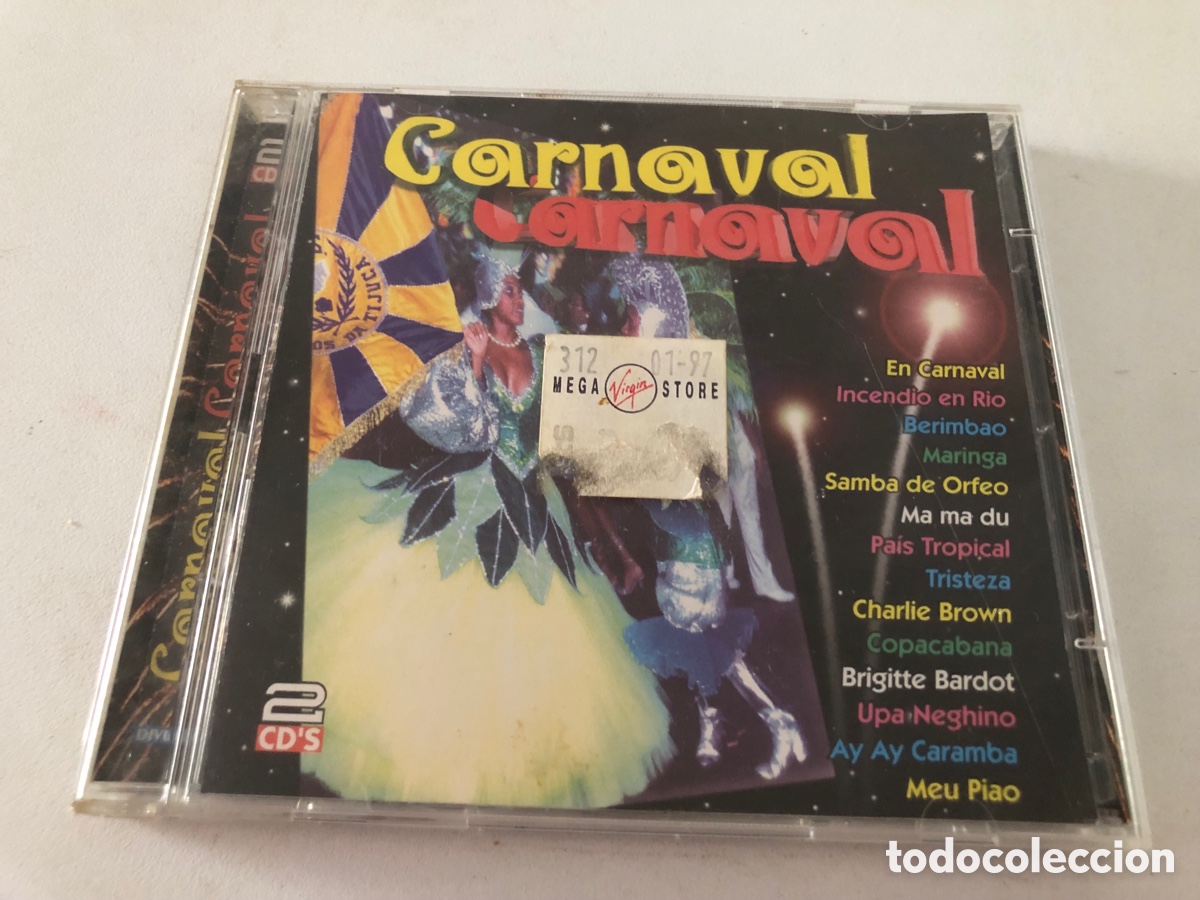 Carnaval
Carnaval
Carnaval Carnaval
DA TIJUCA
312 01-97
MEGA Virgin STORE
En Carnaval
Incendio en Rio
Berimbao
Maringa
Samba de Orfeo
Ma ma du
País Tropical
Tristeza
Charlie Brown
Copacabana
Brigitte Bardot
Upa Neghino
Ay Ay Caramba
Meu Piao
2
CD'S
todocoleccion